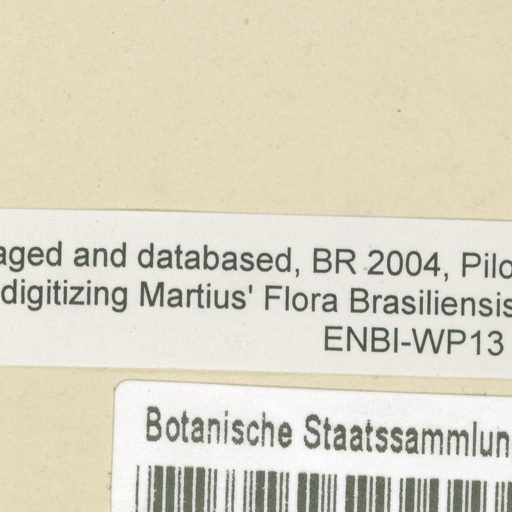 aged and databased, BR 2004, Pilo
digitizing Martius' Flora Brasiliensis
ENBI-WP13
Botanische Staatssammlun